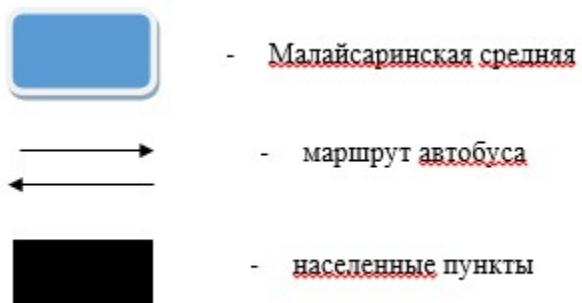 - Малайсаринская средняя
- маршрут автобуса
- населенные пункты